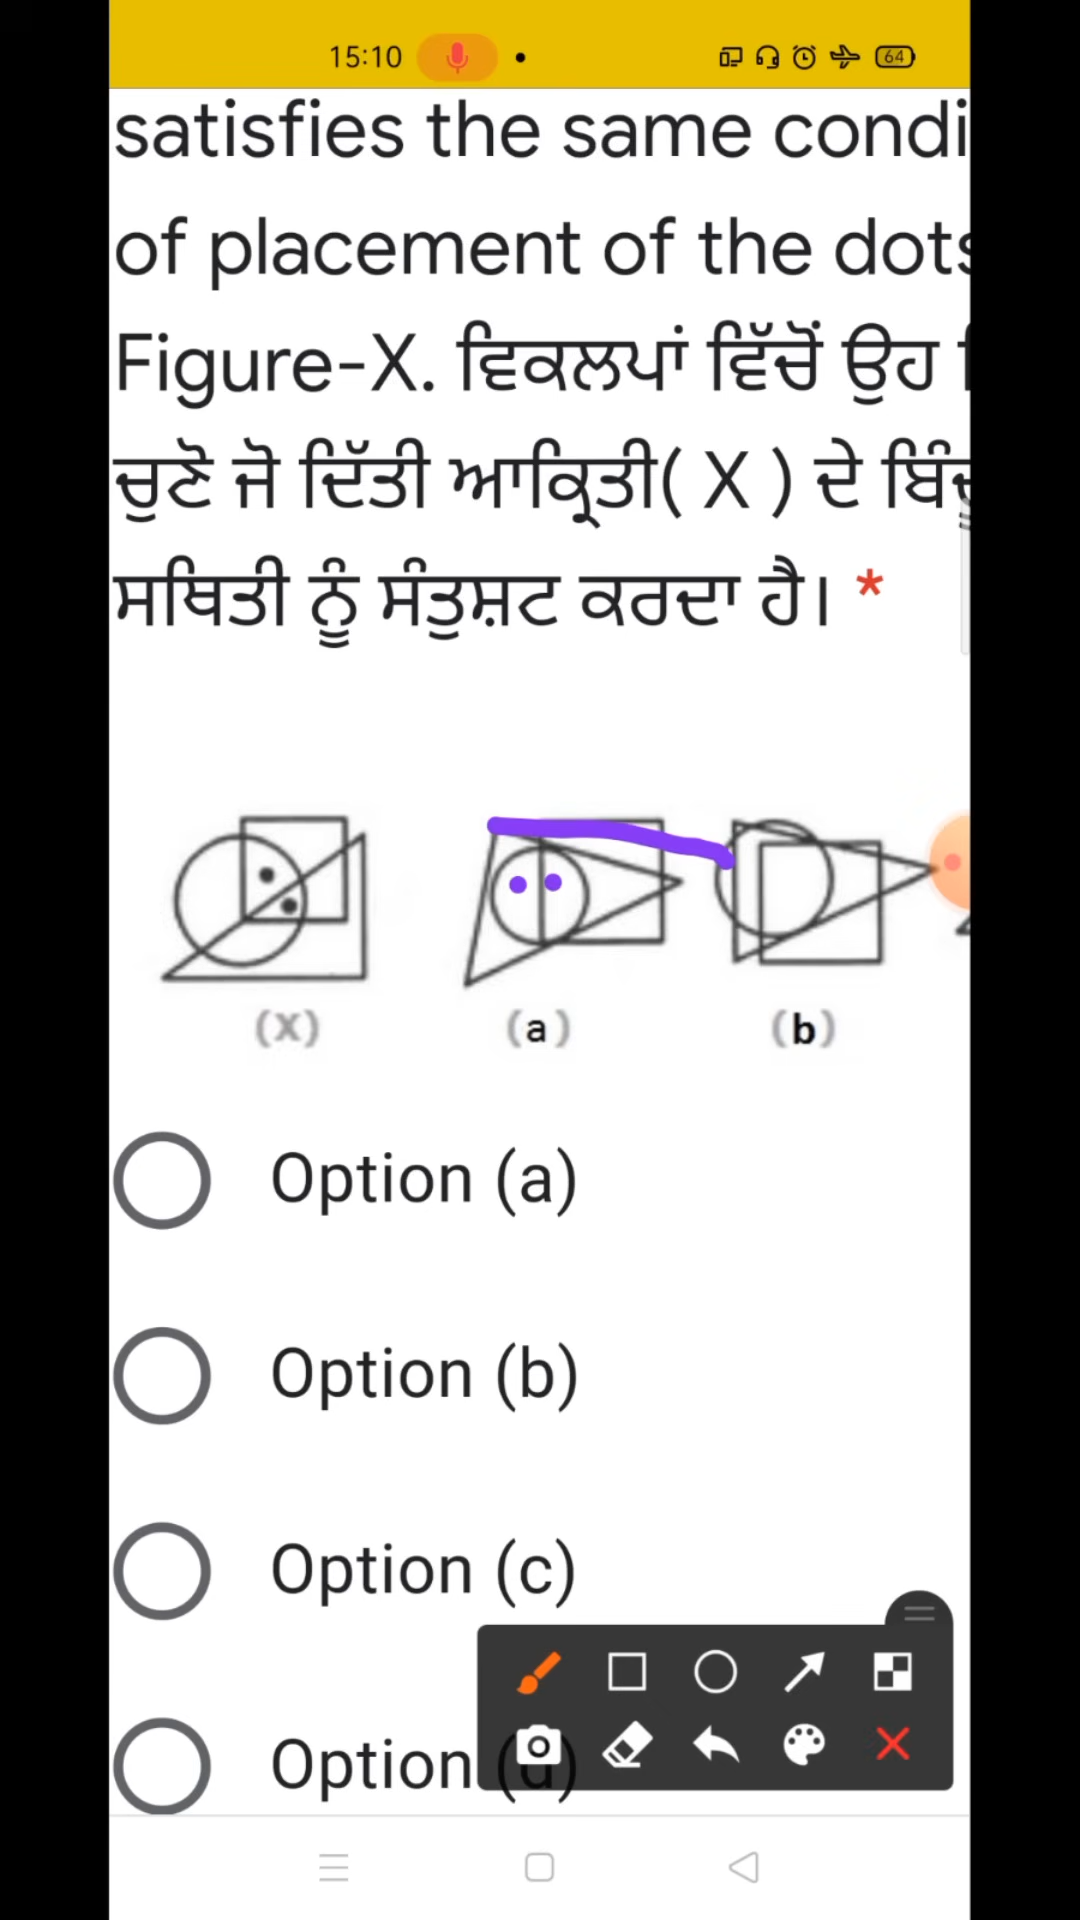 15:10
64
satisfies the same condi
of placement of the dots
Figure-X. ਵਿਕਲਪਾਂ ਵਿੱਚੋਂ ਉਹ
ਚੁਣੋ ਜੋ ਦਿੱਤੀ ਆਕ੍ਰਿਤੀ( X ) ਦੇ
ਸਥਿਤੀ ਨੂੰ ਸੰਤੁਸ਼ਟ ਕਰਦਾ ਹੈ। *
(X) (a) (b)
Option (a)
Option (b)
Option (c)
Option (d)